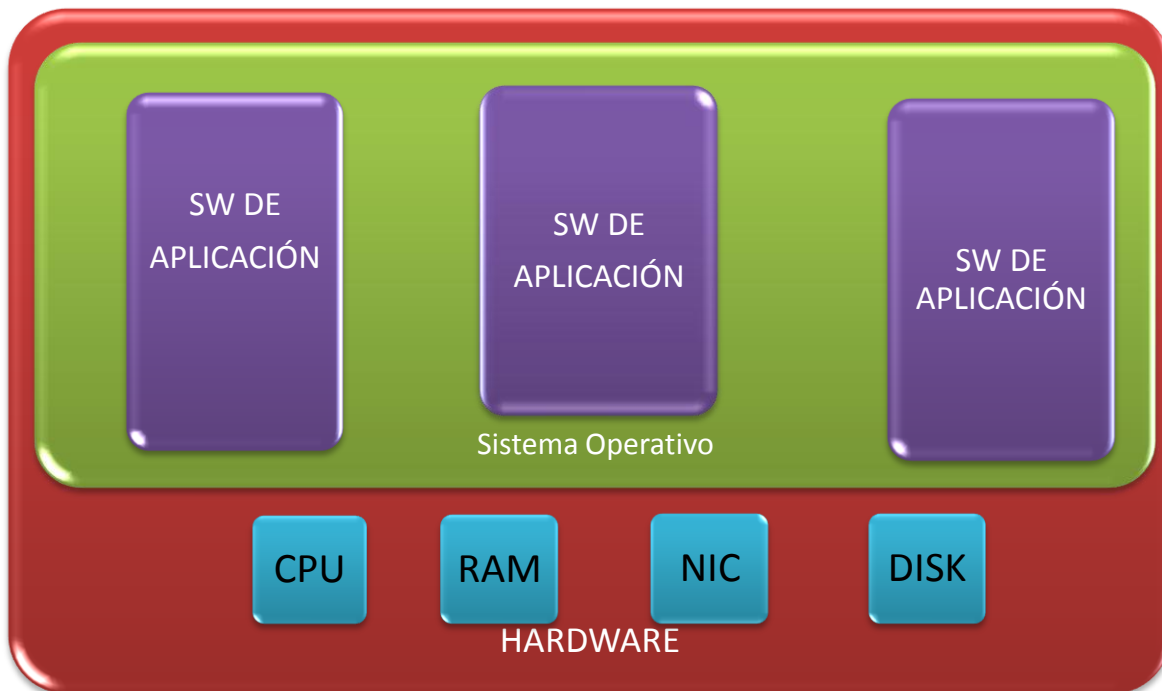 SW DE
APLICACIÓN
SW DE
APLICACIÓN
SW DE
APLICACIÓN
Sistema Operativo
CPU
RAM
NIC
DISK
HARDWARE